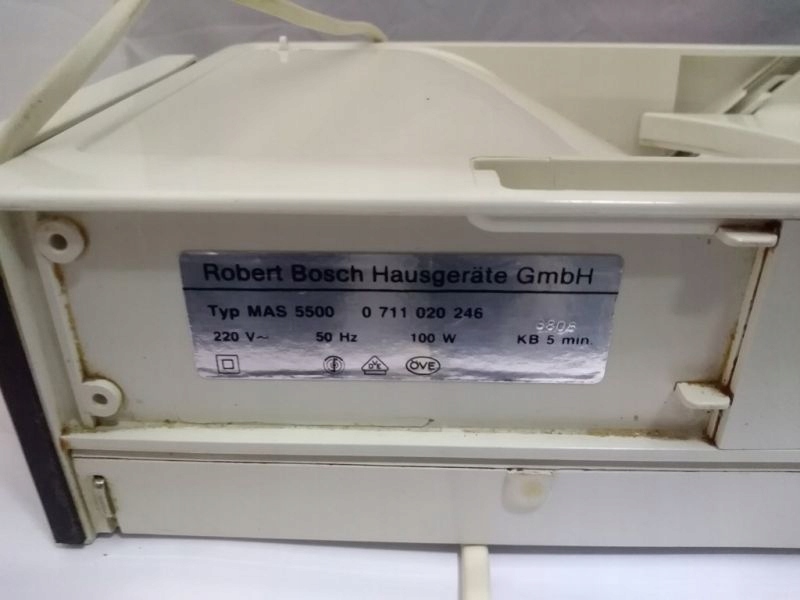 Robert Bosch Hausgeräte GmbH
Typ MAS 5500 0 711 020 246
220 V~ 50 Hz 100 W KB 5 min.
ÖVE